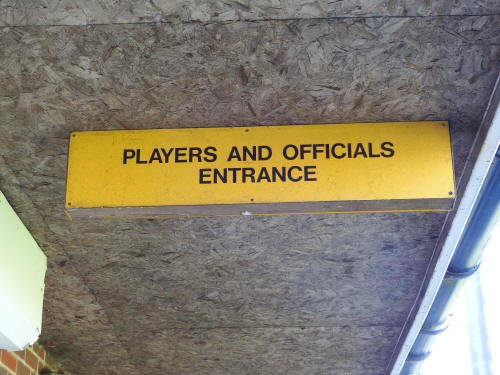 PLAYERS AND OFFICIALS
ENTRANCE